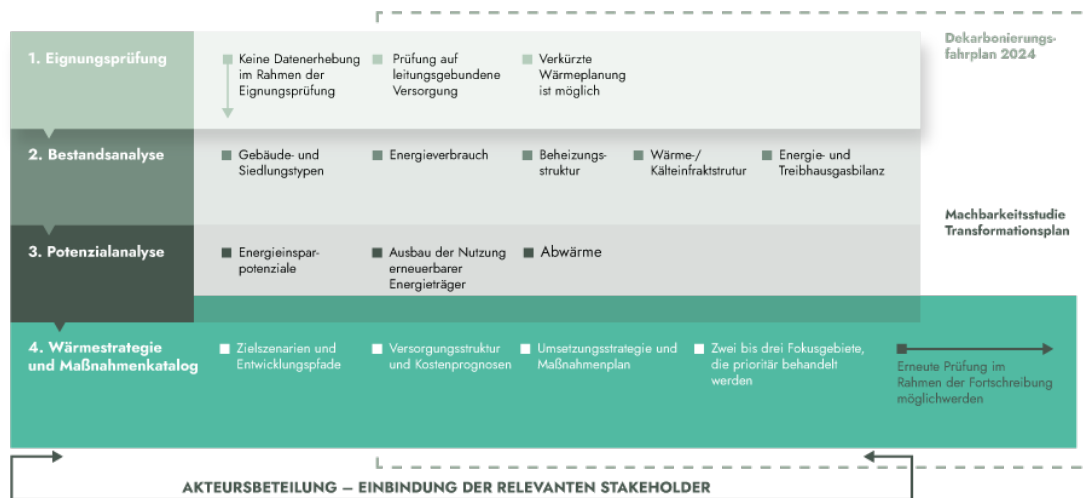 Dekarbonierungs-
fahrplan 2024
1. Eignungsprüfung
Keine Datenerhebung
im Rahmen der
Eignungsprüfung
Prüfung auf
leitungsgebundene
Versorgung
Verkürzte
Wärmeplanung
ist möglich
2. Bestandsanalyse
Gebäude- und
Siedlungstypen
Energieverbrauch
Beheizungs-
struktur
Wärme-/
Kälteinfraktstrutur
Energie- und
Treibhausgasbilanz
Machbarkeitsstudie
Transformationsplan
3. Potenzialanalyse
Energieinspar-
potenziale
Ausbau der Nutzung
erneuerbarer
Energieträger
Abwärme
4. Wärmestrategie
und Maßnahmenkatalog
Zielszenarien und
Entwicklungspfade
Versorgungsstruktur
und Kostenprognosen
Umsetzungsstrategie und
Maßnahmenplan
Zwei bis drei Fokusgebiete,
die prioritär behandelt
werden
Erneute Prüfung im
Rahmen der Fortschreibung
möglichwerden
AKTEURSBETEILUNG – EINBINDUNG DER RELEVANTEN STAKEHOLDER